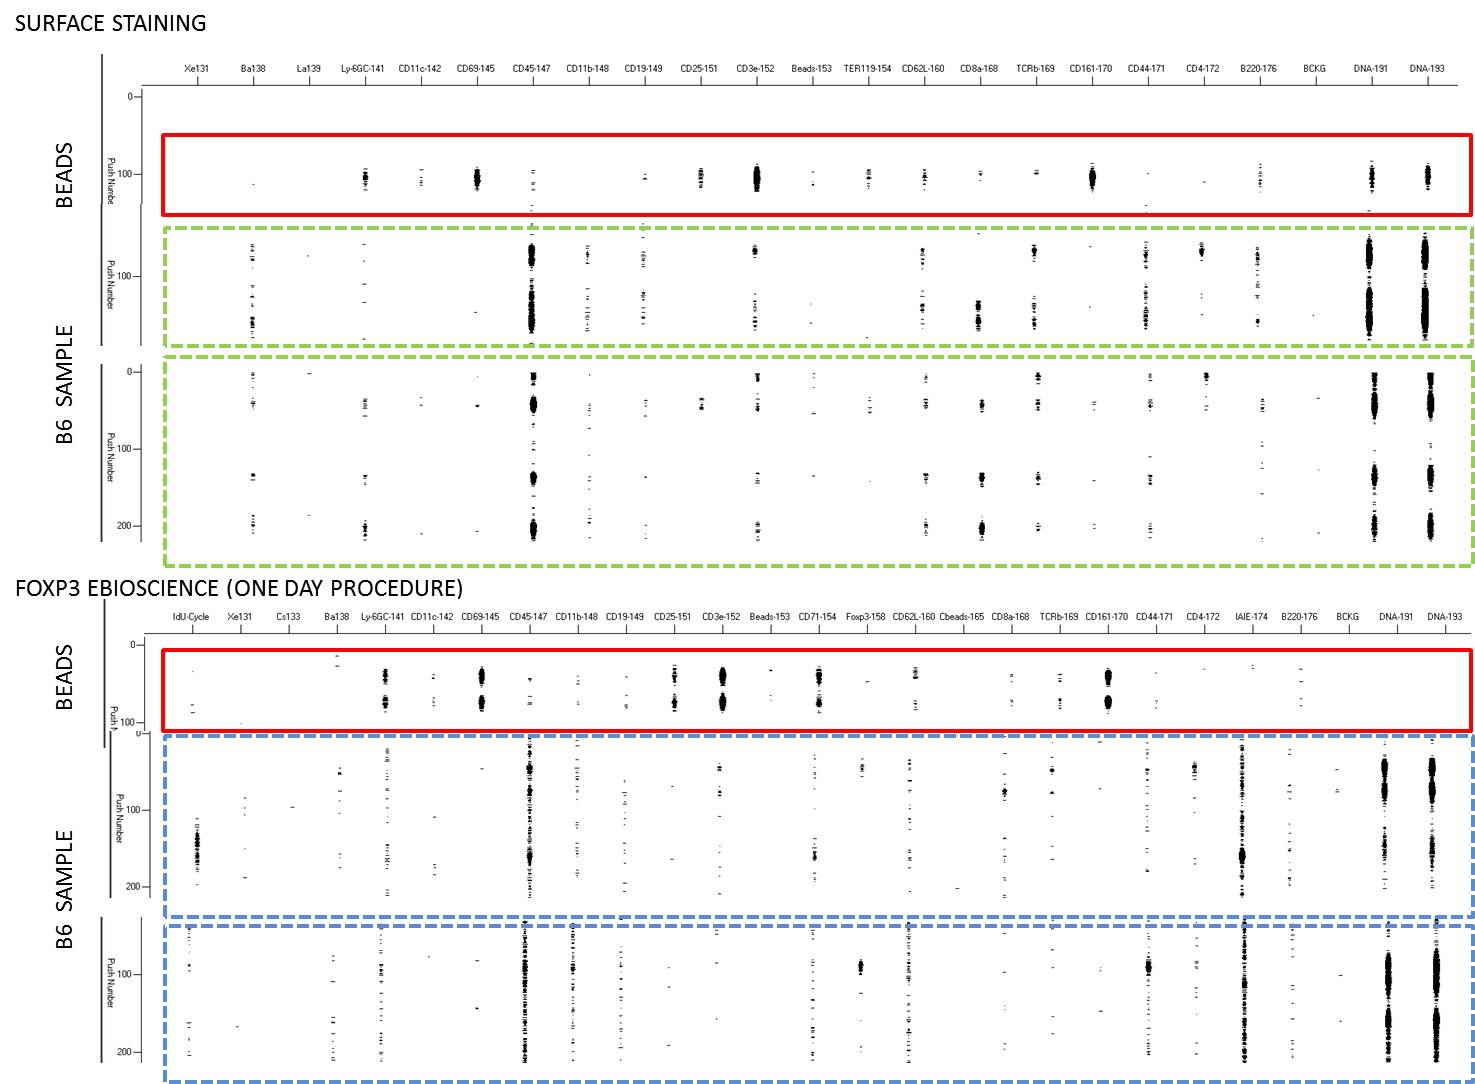 SURFACE STAINING
Xe131 Ba138 La139 Ly-6GC-141 CD11c-142 CD69-145 CD45-147 CD11b-148 CD19-149 CD25-151 CD3e-152 Beads-153 TER119-154 CD62L-160 CD8a-168 TCRb-169 CD161-170 CD44-171 CD4-172 B220-176 BCKG DNA-191 DNA-193
0
BEADS
Push Numbe
100
B6 SAMPLE
Push Number
100
0
Push Number
100
200
FOXP3 EBIOSCIENCE (ONE DAY PROCEDURE)
IdU-Cycle Xe131 Cs133 Ba138 Ly-6GC-141 CD11c-142 CD69-145 CD45-147 CD11b-148 CD19-149 CD25-151 CD3e-152 Beads-153 CD71-154 Foxp3-158 CD62L-160 Cbeads-165 CD8a-168 TCRb-169 CD161-170 CD44-171 CD4-172 IAIE-174 B220-176 BCKG DNA-191 DNA-193
0
BEADS
Push N
100
B6 SAMPLE
0
Push Number
100
200
Push Number
100
200